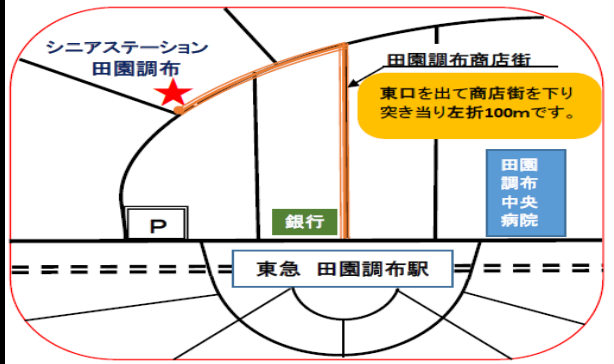 シニアステーション
田園調布
田園調布商店街
東口を出て商店街を下り
突き当り左折100mです。
田園
調布
中央
病院
銀行
P
東急 田園調布駅